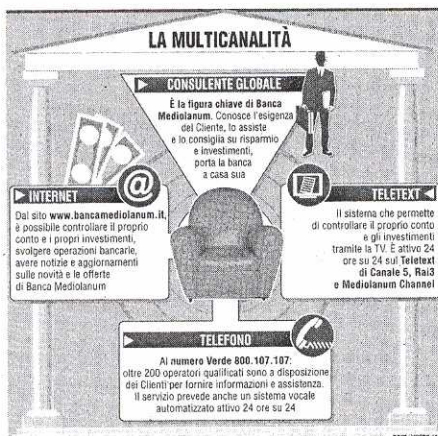 LA MULTICANALITÀ
CONSULENTE GLOBALE
È la figura chiave di Banca
Mediolanum. Conosce l'esigenza
del Cliente, lo assiste
e lo consiglia su risparmio
e investimenti,
porta la banca
a casa sua
@
INTERNET
Dal sito www.bancamediolanum.it,
è possibile controllare il proprio
conto e i propri investimenti,
svolgere operazioni bancarie,
avere notizie e aggiornamenti
sulle novità e le offerte
di Banca Mediolanum
TELETEXT
Il sistema che permette
di controllare il proprio conto
e gli investimenti
tramite la TV. È attivo 24
ore su 24 sul Teletext
di Canale 5, Rai3
e Mediolanum Channel
TELEFONO
Al numero Verde 800.107.107:
oltre 200 operatori qualificati sono a disposizione
dei Clienti per fornire informazioni e assistenza.
Il servizio prevede anche un sistema vocale
automatizzato attivo 24 ore su 24